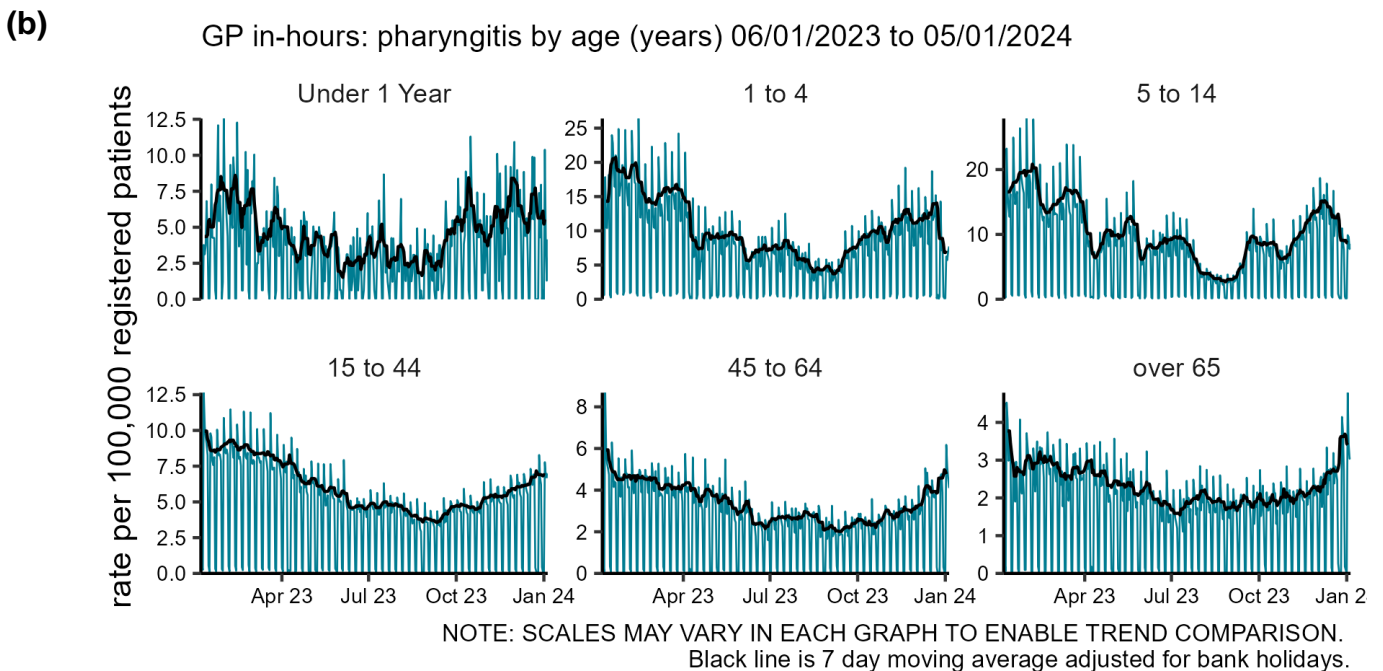 (b)
GP in-hours: pharyngitis by age (years) 06/01/2023 to 05/01/2024
rate per 100,000 registered patients
Under 1 Year
12.5
10.0
7.5
5.0
2.5
0.0
1 to 4
25
20
15
10
5
0
5 to 14
20
10
0
15 to 44
12.5
10.0
7.5
5.0
2.5
0.0
Apr 23 Jul 23 Oct 23 Jan 24
45 to 64
8
6
4
2
0
Apr 23 Jul 23 Oct 23 Jan 24
over 65
4
3
2
1
0
Apr 23 Jul 23 Oct 23 Jan 2
NOTE: SCALES MAY VARY IN EACH GRAPH TO ENABLE TREND COMPARISON.
Black line is 7 day moving average adjusted for bank holidays.